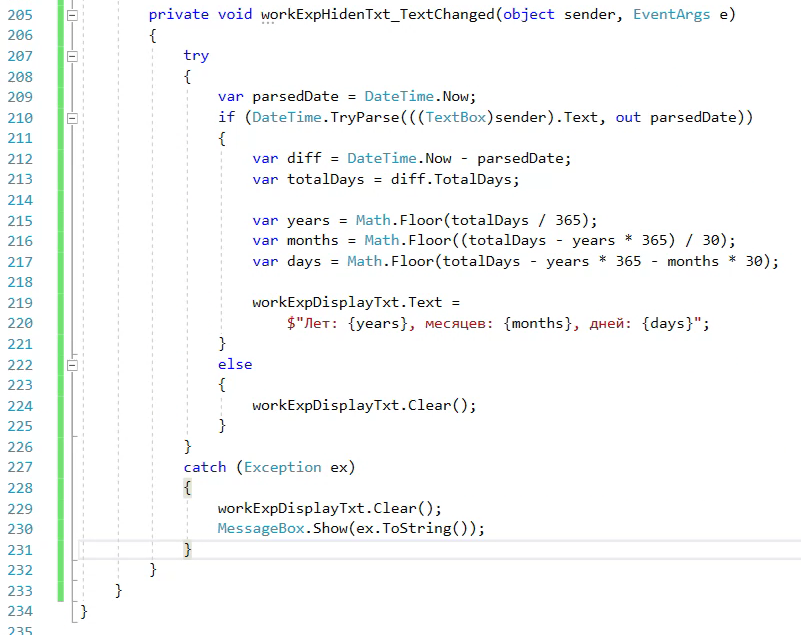 205 private void workExpHidenTxt_TextChanged(object sender, EventArgs e)
206 {
207 try
208 {
209 var parsedDate = DateTime.Now;
210 if (DateTime.TryParse(((TextBox)sender).Text, out parsedDate))
211 {
212 var diff = DateTime.Now - parsedDate;
213 var totalDays = diff.TotalDays;
214
215 var years = Math.Floor(totalDays / 365);
216 var months = Math.Floor((totalDays - years * 365) / 30);
217 var days = Math.Floor(totalDays - years * 365 - months * 30);
218
219 workExpDisplayTxt.Text =
220 $"Лет: {years}, месяцев: {months}, дней: {days}";
221 }
222 else
223 {
224 workExpDisplayTxt.Clear();
225 }
226 }
227 catch (Exception ex)
228 {
229 workExpDisplayTxt.Clear();
230 MessageBox.Show(ex.ToString());
231 }
232 }
233 }
234 }
235